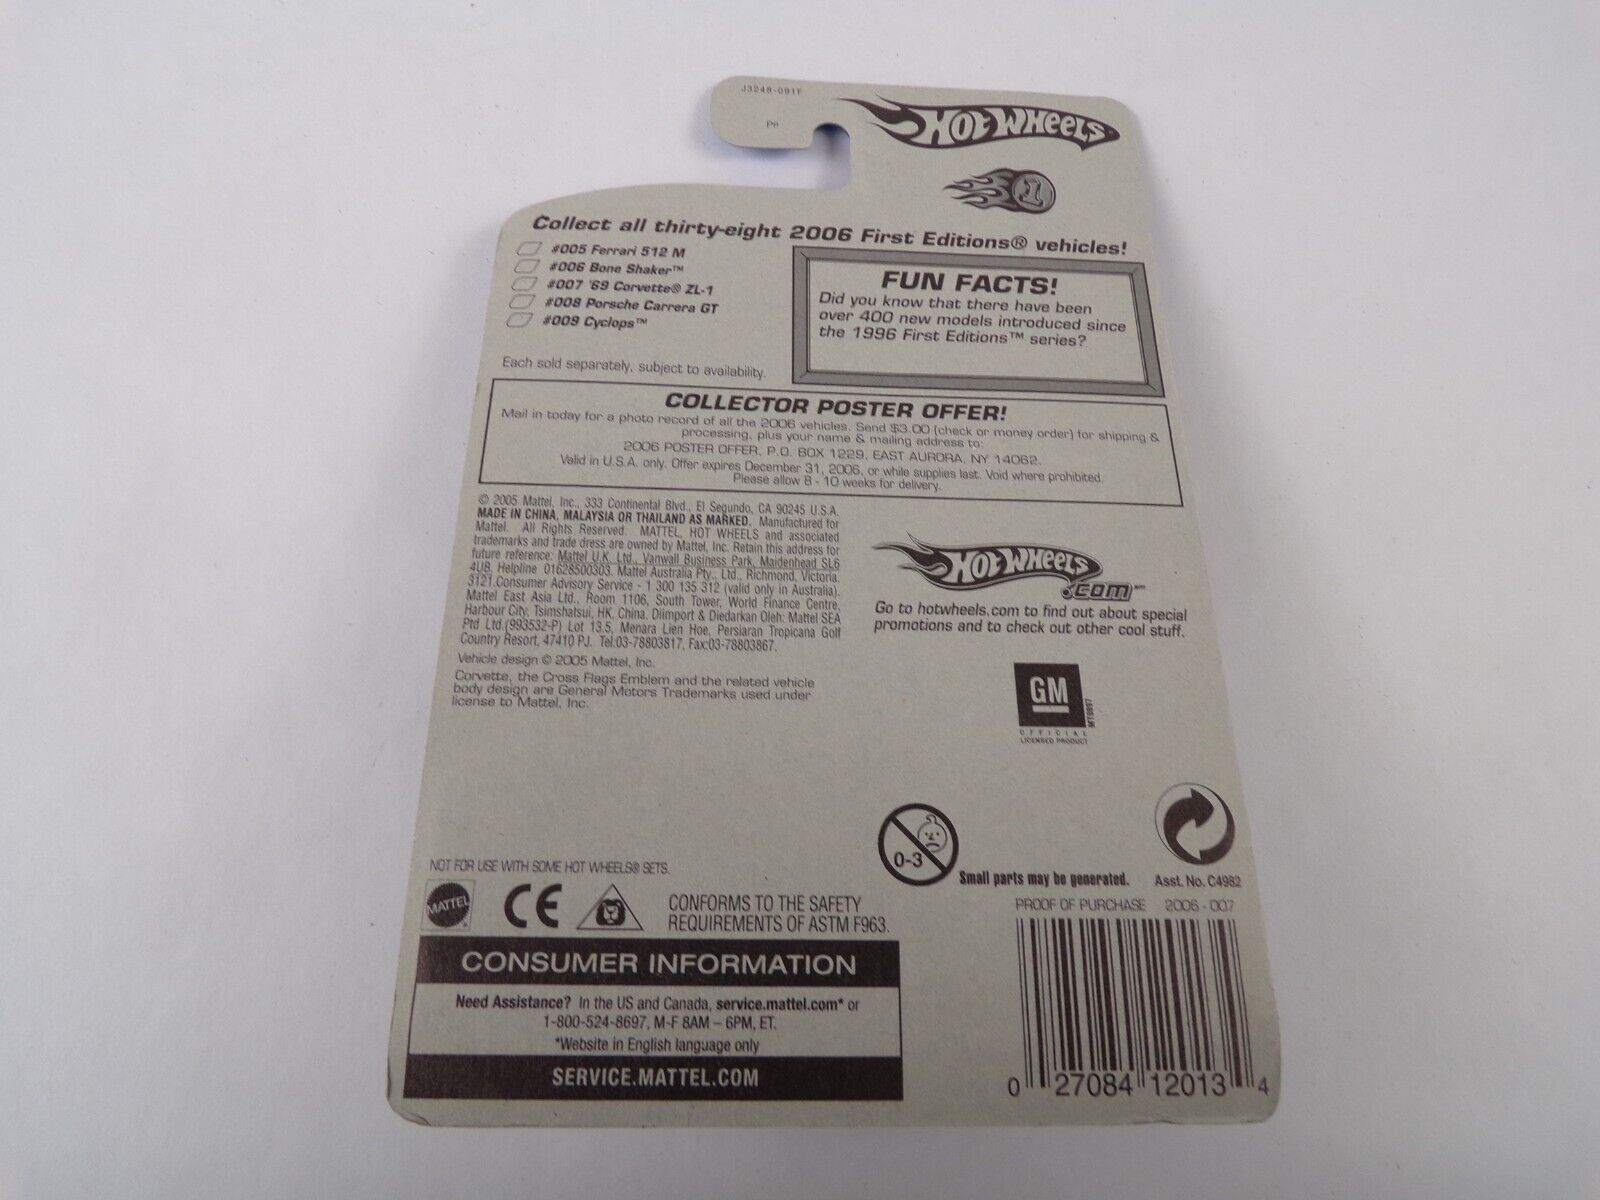 J3248-091F
Pe
HOT WHEELS
1
Collect all thirty-eight 2006 First Editions® vehicles!
#005 Ferrari 512 M
#006 Bone Shaker™
#007 '69 Corvette® ZL-1
#008 Porsche Carrera GT
#009 Cyclops™
Each sold separately, subject to availability.
FUN FACTS!
Did you know that there have been
over 400 new models introduced since
the 1996 First Editions™ series?
COLLECTOR POSTER OFFER!
Mail in today for a photo record of all the 2006 vehicles. Send $3.00 (check or money order) for shipping &
processing, plus your name & mailing address to:
2006 POSTER OFFER, P.O. BOX 1229, EAST AURORA, NY 14062.
Valid in U.S.A. only. Offer expires December 31, 2006, or while supplies last. Void where prohibited.
Please allow 8 - 10 weeks for delivery.
© 2005 Mattel, Inc., 333 Continental Blvd., El Segundo, CA 90245 U.S.A.
MADE IN CHINA, MALAYSIA OR THAILAND AS MARKED. Manufactured for
Mattel. All Rights Reserved. MATTEL, HOT WHEELS and associated
trademarks and trade dress are owned by Mattel, Inc. Retain this address for
future reference: Mattel U.K. Ltd., Vanwall Business Park, Maidenhead SL6
4UB. Helpline 01628500303. Mattel Australia Pty., Ltd., Richmond, Victoria.
3121.Consumer Advisory Service - 1 300 135 312 (valid only in Australia).
Mattel East Asia Ltd., Room 1106, South Tower, World Finance Centre,
Harbour City, Tsimshatsui, HK, China. Diimport & Diedarkan Oleh: Mattel SEA
Ptd Ltd.(993532-P) Lot 13.5, Menara Lien Hoe, Persiaran Tropicana Golf
Country Resort, 47410 PJ. Tel:03-78803817, Fax:03-78803867.
Vehicle design © 2005 Mattel, Inc.
Corvette, the Cross Flags Emblem and the related vehicle
body design are General Motors Trademarks used under
license to Mattel, Inc.
HOT WHEELS
.com™
Go to hotwheels.com to find out about special
promotions and to check out other cool stuff.
GM
MT0897
OFFICIAL
LICENSED PRODUCT
0-3
Small parts may be generated.
Asst. No. C4982
NOT FOR USE WITH SOME HOT WHEELS® SETS.
MATTEL
CE
CONFORMS TO THE SAFETY
REQUIREMENTS OF ASTM F963.
PROOF OF PURCHASE 2006 - 007
CONSUMER INFORMATION
Need Assistance? In the US and Canada, service.mattel.com* or
1-800-524-8697, M-F 8AM – 6PM, ET.
*Website in English language only
SERVICE.MATTEL.COM
0 27084 12013 4